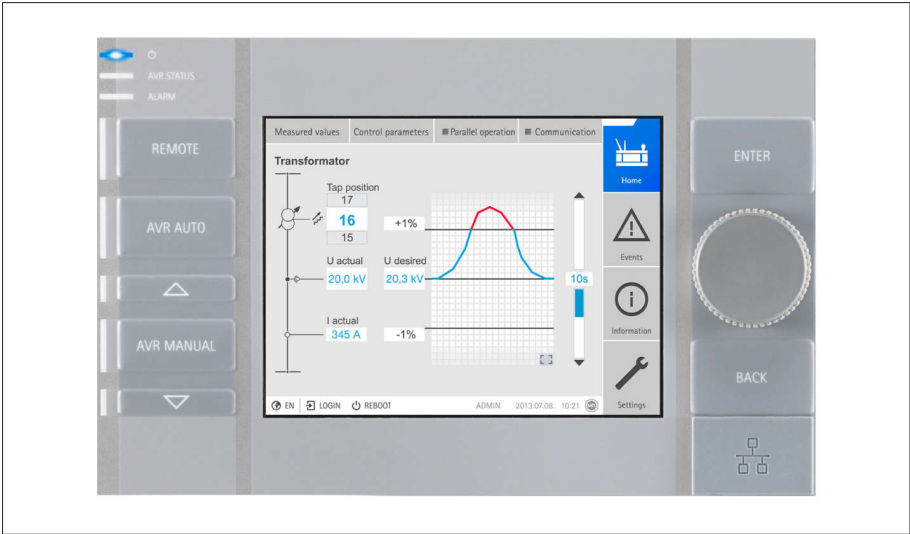 AVR STATUS
ALARM
REMOTE
AVR AUTO
AVR MANUAL
Measured values Control parameters Parallel operation Communication
Transformator
Tap position
17
16
15
+1%
U actual U desired
20,0 kV 20,3 kV
10s
I actual
345 A
-1%
EN LOGIN REBOOT ADMIN 2013.07.08. 10:21
Home
Events
Information
Settings
ENTER
BACK